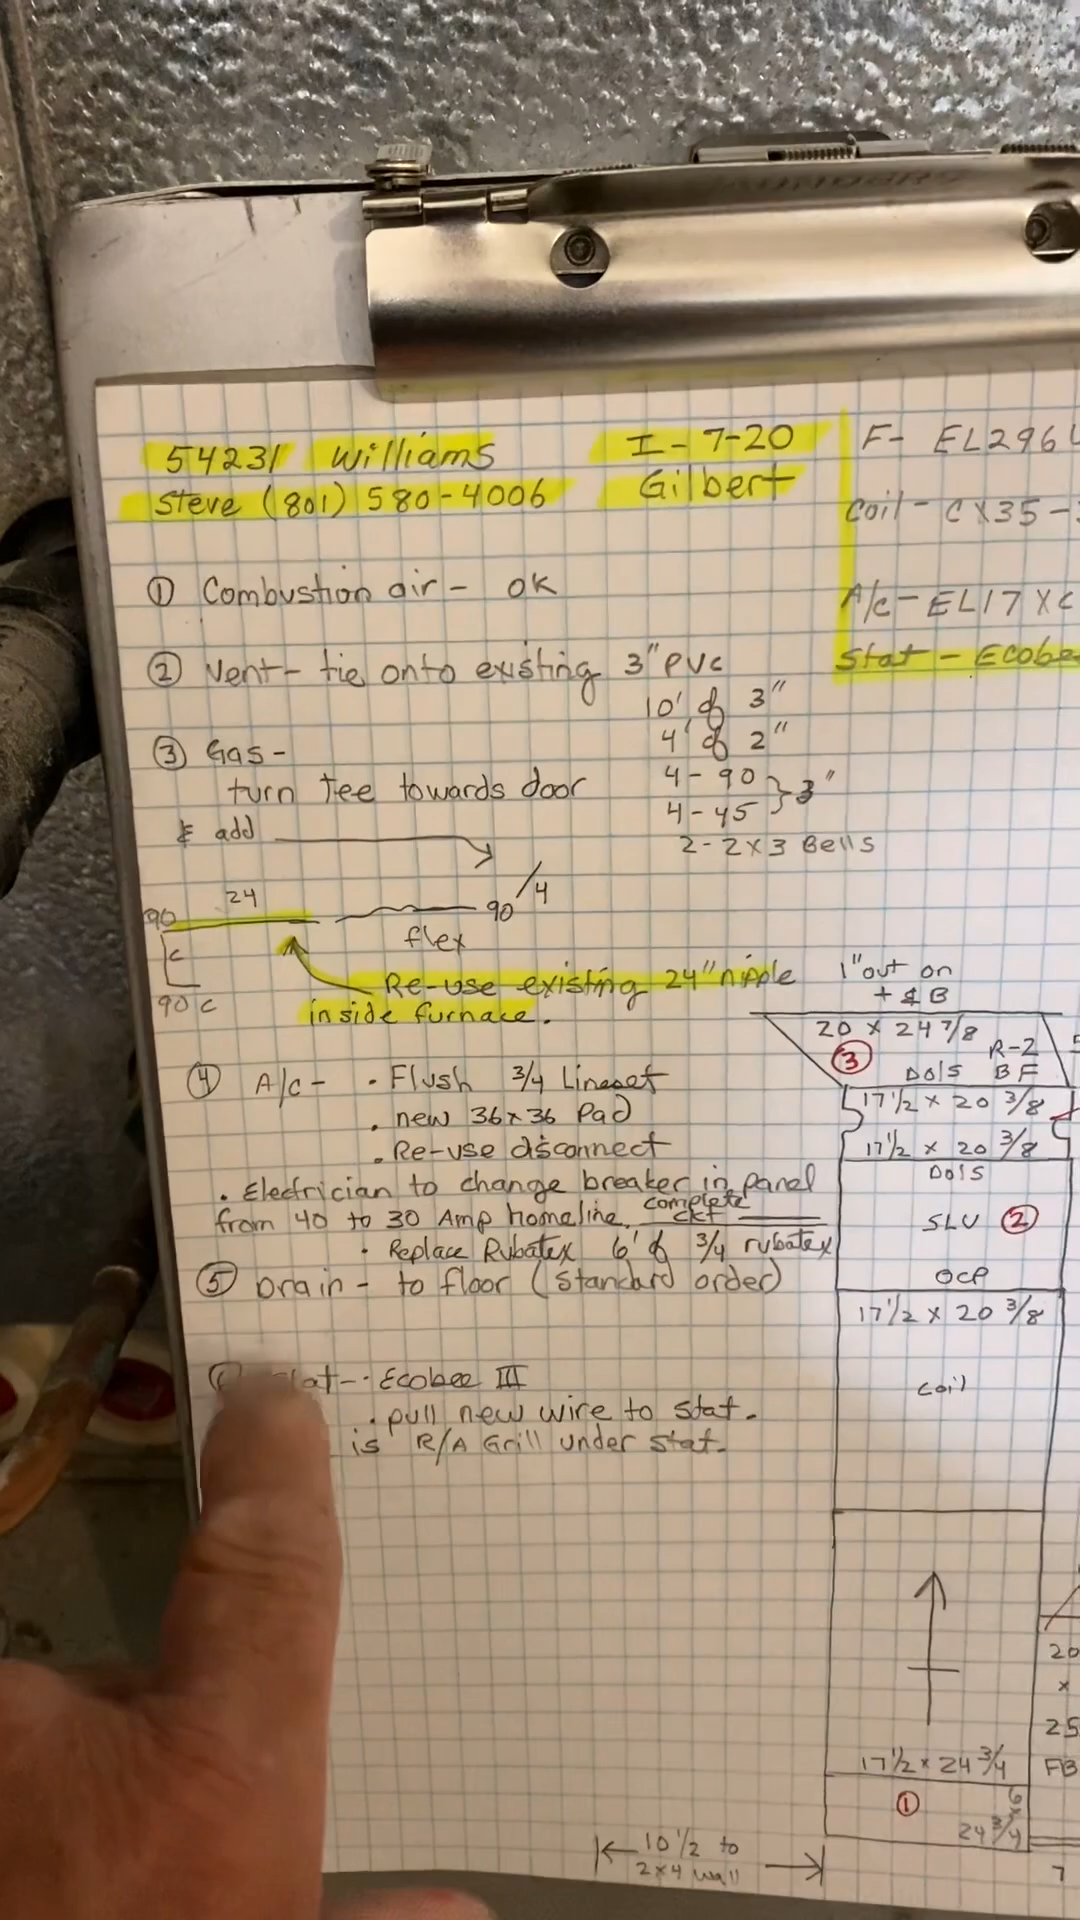 54231 Williams I - 7-20
Steve (801) 580-4006 Gilbert
F- EL296
Coil - CX35-
A/C - EL17XC
Stat - Ecobe
① Combustion air - OK
② Vent - tie onto existing 3" PVC
10' of 3"
4' of 2"
4 - 90 } 3"
4 - 45
2 - 2x3 Bells
③ Gas -
turn Tee towards door
& add
24
90
C
90 C
flex
90 / 4
Re-use existing 24" nipple
inside furnace.
④ A/C - • Flush 3/4 Lineset
• new 36x36 Pad
• Re-use disconnect
• Electrician to change breaker in panel
from 40 to 30 Amp homeline. complete ckt
• Replace Rubatex 6' of 3/4 rubatex
⑤ Drain - to floor (Standard order)
Ecobee III
• pull new wire to stat.
is R/A Grill under stat.
1" out on
+ & B
20 x 24 7/8
③ R-2
DOIS BF
17 1/2 x 20 3/8
17 1/2 x 20 3/8
DOIS
SLV ②
OCP
17 1/2 x 20 3/8
Coil
17 1/2 x 24 3/4
①
6
x
24 3/4
20
x
25
FB
7
10 1/2 to
2x4 wall